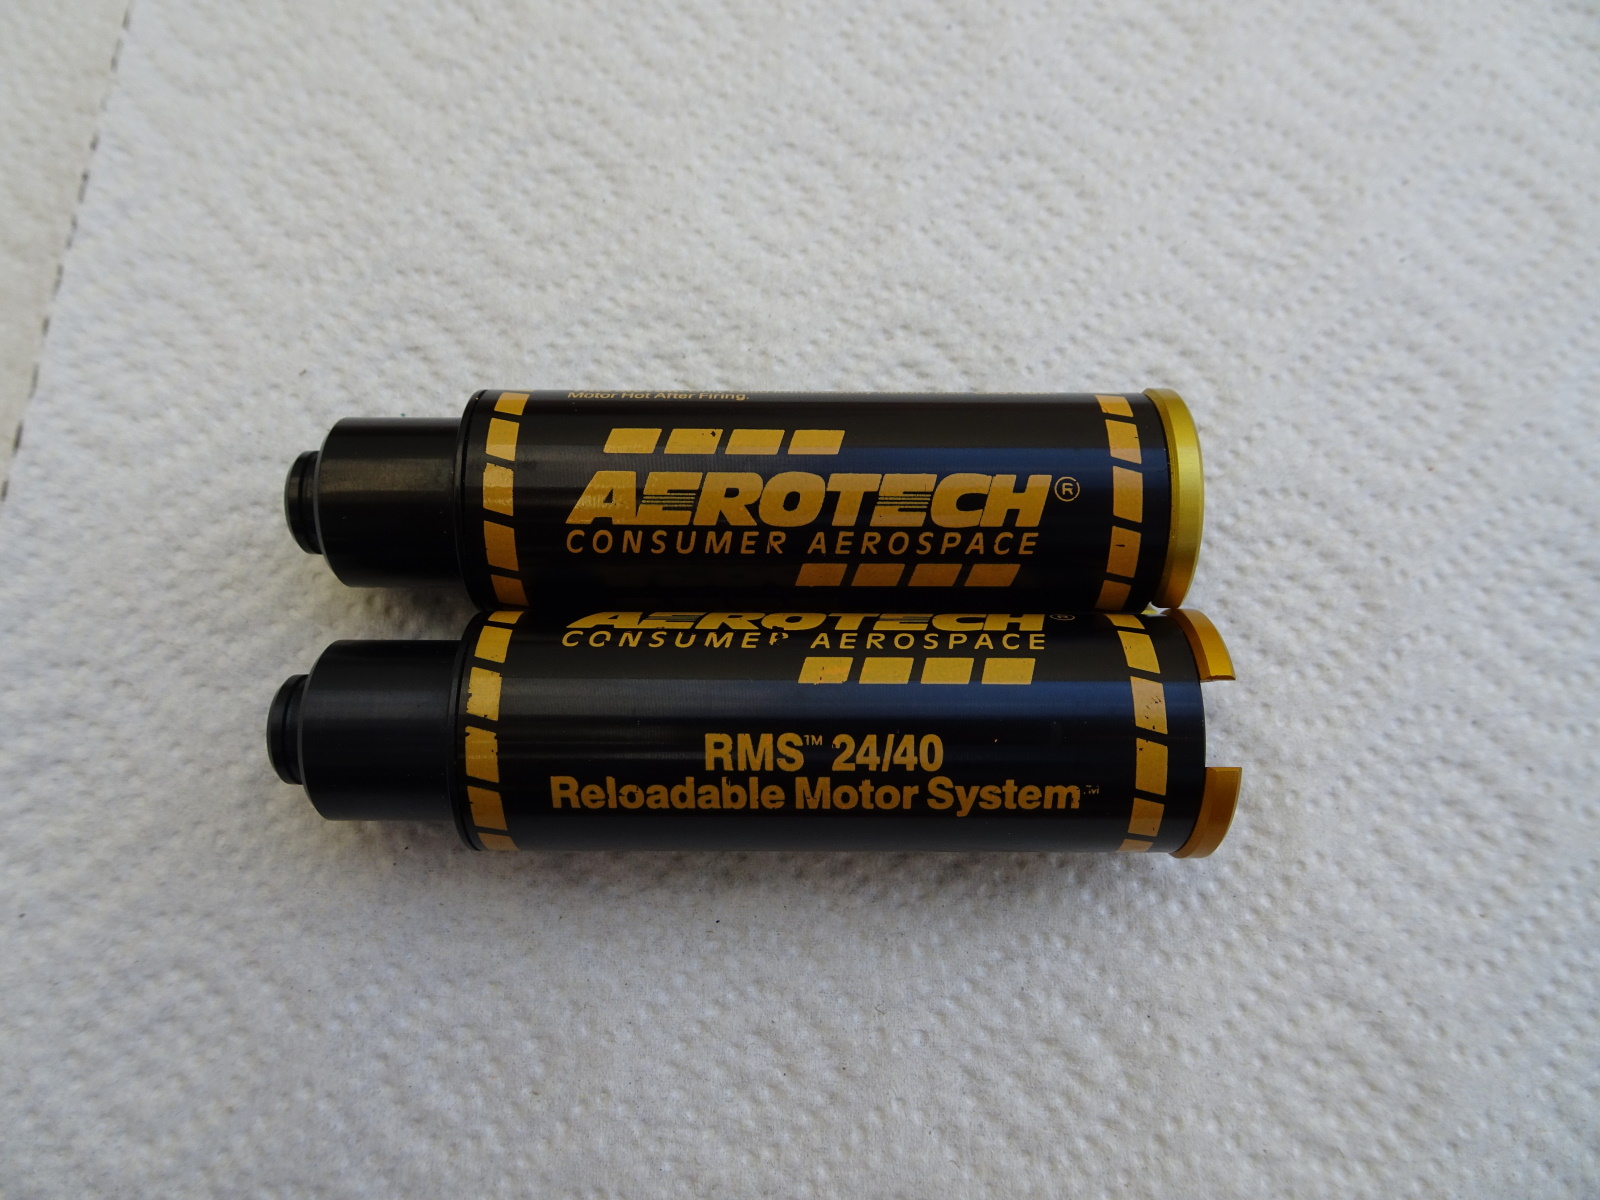 Motor Hot After Firing.
AEROTECH®
CONSUMER AEROSPACE
AEROTECH®
CONSUMER AEROSPACE
RMS™ 24/40
Reloadable Motor System™